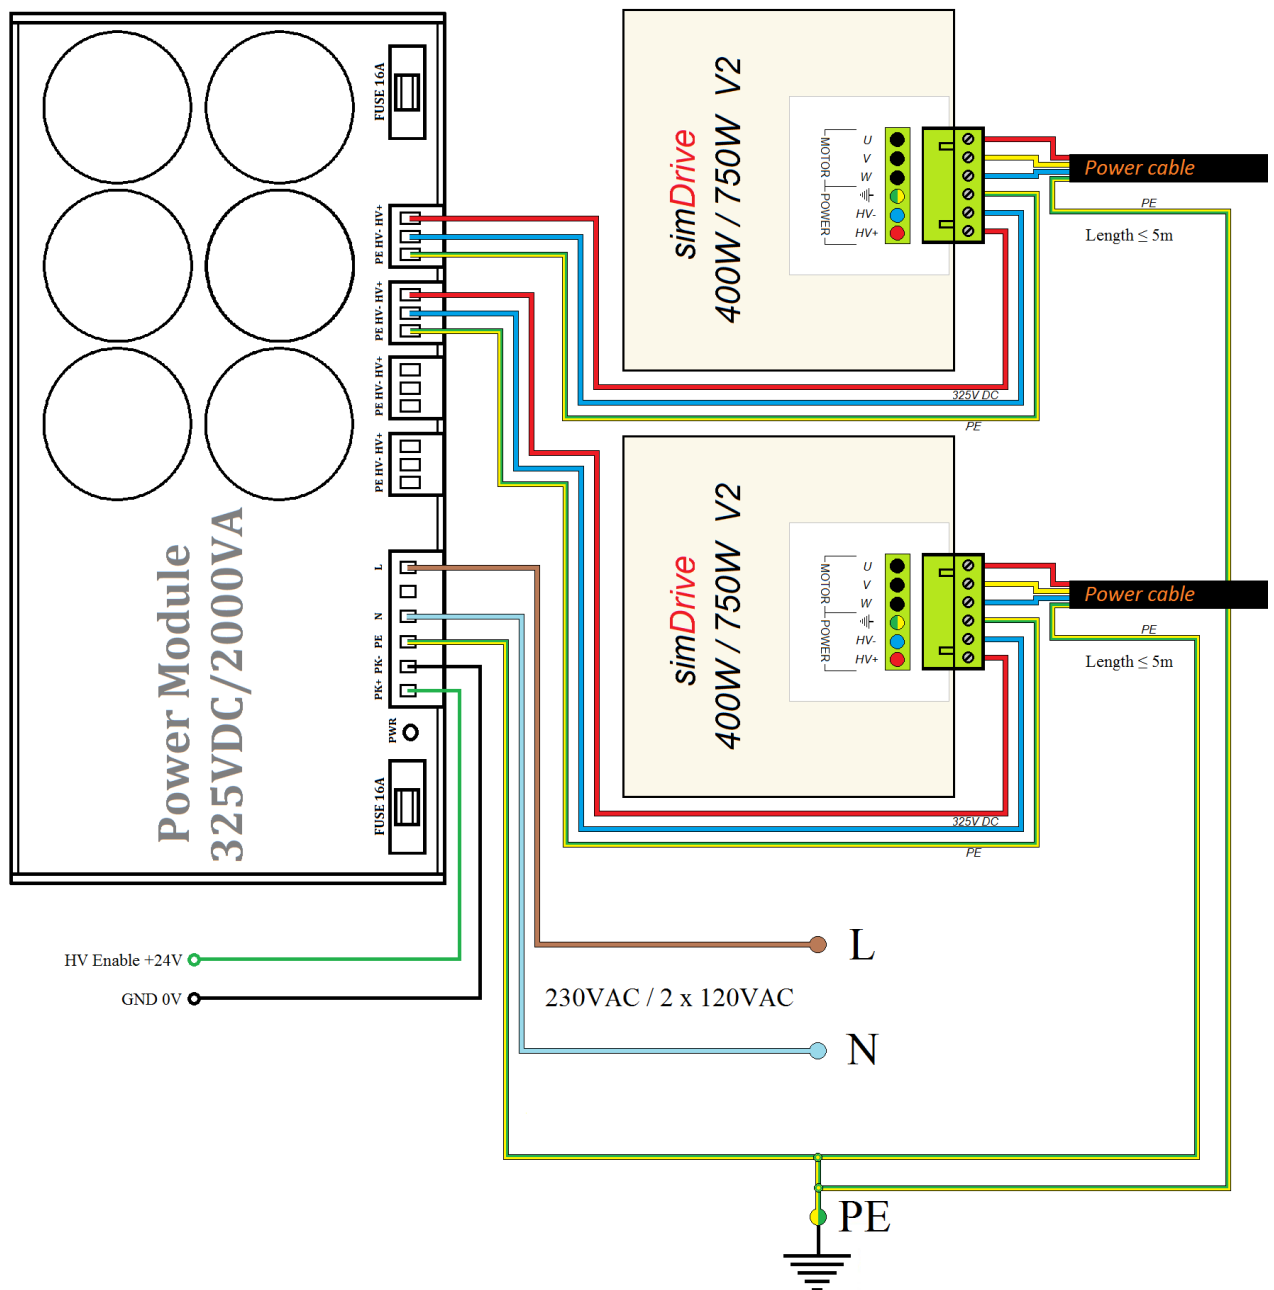 FUSE 16A
PE HV- HV+
PE HV- HV+
PE HV- HV+
PE HV- HV+
Power Module
325VDC/2000VA
L
N
PE
PK-
PK+
PWR
FUSE 16A
HV Enable +24V
GND 0V
simDrive
400W / 750W V2
MOTOR
POWER
U
V
W
HV-
HV+
Power cable
PE
Length ≤ 5m
325V DC
PE
simDrive
400W / 750W V2
MOTOR
POWER
U
V
W
HV-
HV+
Power cable
PE
Length ≤ 5m
325V DC
PE
L
230VAC / 2 x 120VAC
N
PE